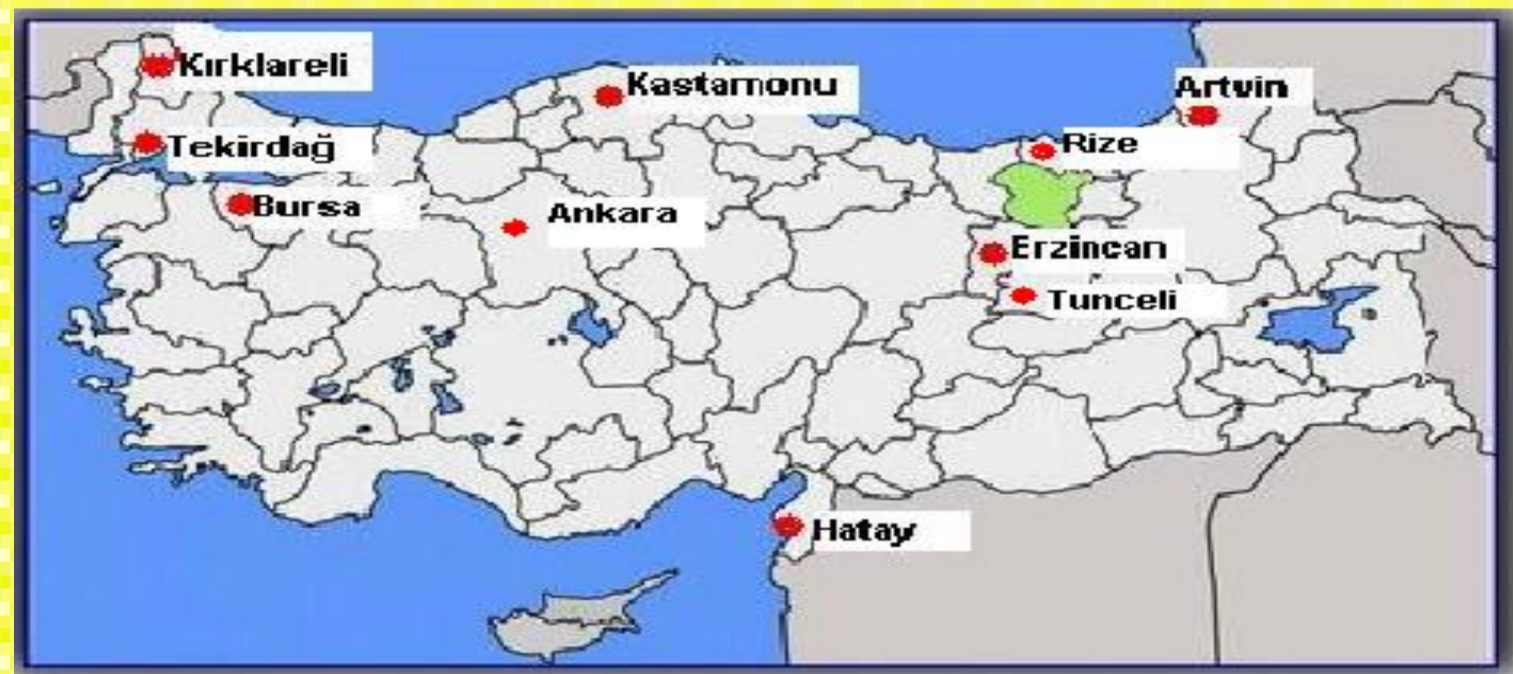 Kırklareli
Kastamonu
Artvin
Tekirdağ
Rize
Bursa
Ankara
Erzincan
Tunceli
Hatay